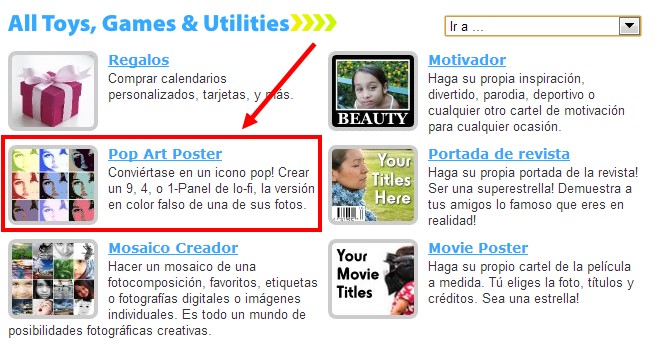 All Toys, Games & Utilities
Ir a ...
Regalos
Comprar calendarios
personalizados, tarjetas, y más.
Motivador
Haga su propia inspiración,
divertido, parodia, deportivo o
cualquier otro cartel de motivación
para cualquier ocasión.
BEAUTY
Pop Art Poster
Conviértase en un icono pop! Crear
un 9, 4, o 1-Panel de lo-fi, la versión
en color falso de una de sus fotos.
Your
Titles
Here
Portada de revista
Haga su propia portada de la revista!
Ser una superestrella! Demuestra a
tus amigos lo famoso que eres en
realidad!
Mosaico Creador
Hacer un mosaico de una
fotocomposición, favoritos, etiquetas
o fotografías digitales o imágenes
individuales. Es todo un mundo de
posibilidades fotográficas creativas.
Your
Movie
Titles
Movie Poster
Haga su propio cartel de la película
a medida. Tú eliges la foto, títulos y
créditos. Sea una estrella!